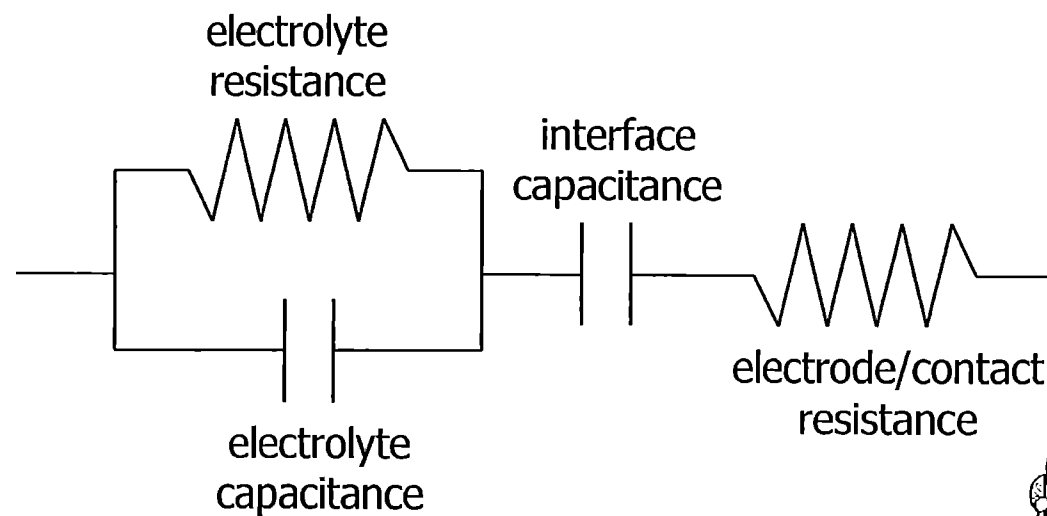 electrolyte
resistance
interface
capacitance
electrode/contact
resistance
electrolyte
capacitance